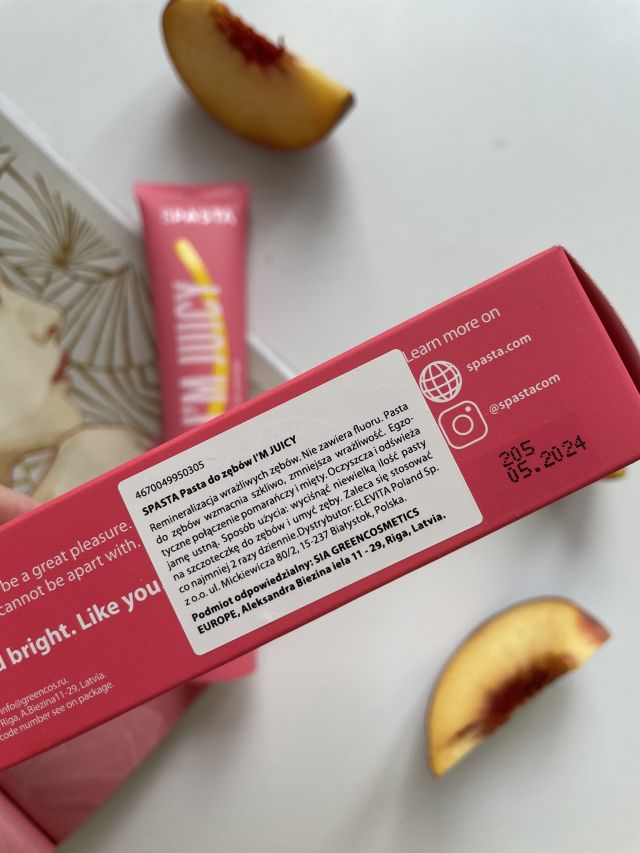 SPASTA
I'M JUICY
Learn more on
spasta.com
@spastacom
205
05.2024
4670049950305
SPASTA Pasta do zębów I'M JUICY
Remineralizacja wrażliwych zębów. Nie zawiera fluoru. Pasta
do zębów wzmacnia szkliwo, zmniejsza wrażliwość. Egzo-
tyczne połączenie pomarańczy i mięty. Oczyszcza i odświeża
jamę ustną. Sposób użycia: wycisnąć niewielką ilość pasty
na szczoteczkę do zębów i umyć zęby. Zaleca się stosować
co najmniej 2 razy dziennie.Dystrybutor: ELEVITA Poland Sp.
z o.o. ul. Mickiewicza 80/2, 15-237 Białystok, Polska.
Podmiot odpowiedzialny: SIA GREENCOSMETICS
EUROPE, Aleksandra Biezina iela 11 - 29, Riga, Latvia.
be a great pleasure.
cannot be apart with.
bright. Like you
info@greencos.ru.
Riga, A.Biezina11-29, Latvia.
code number see on package.